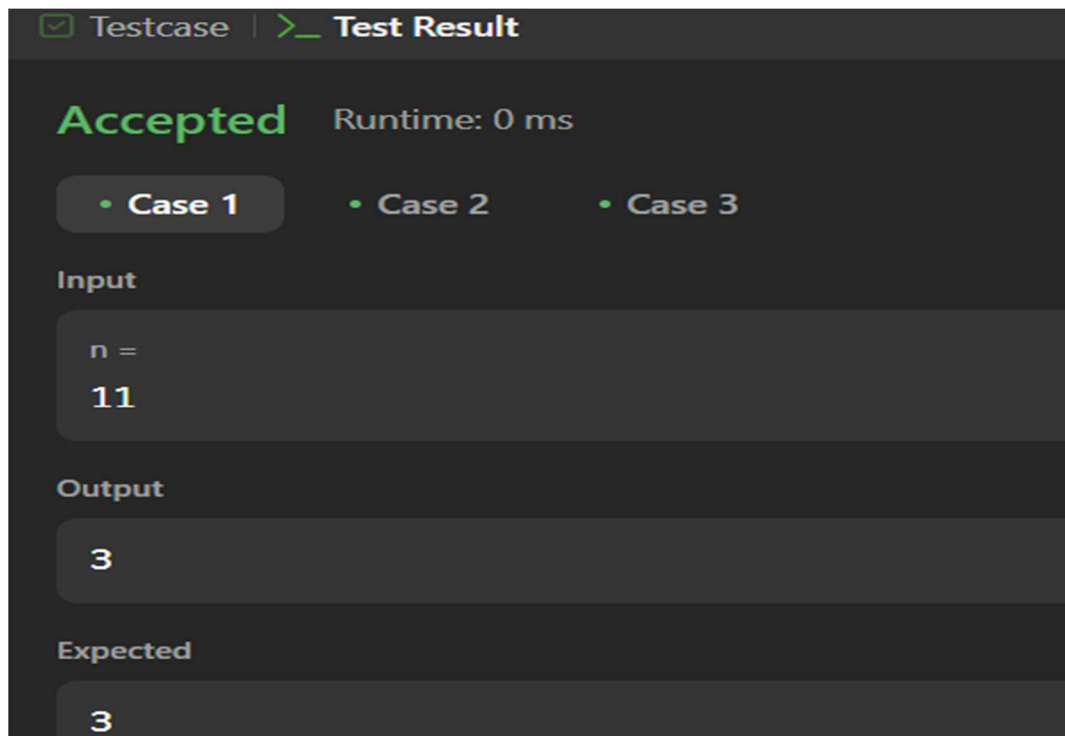 Testcase | >_ Test Result
Accepted Runtime: 0 ms
• Case 1 • Case 2 • Case 3
Input
n =
11
Output
3
Expected
3